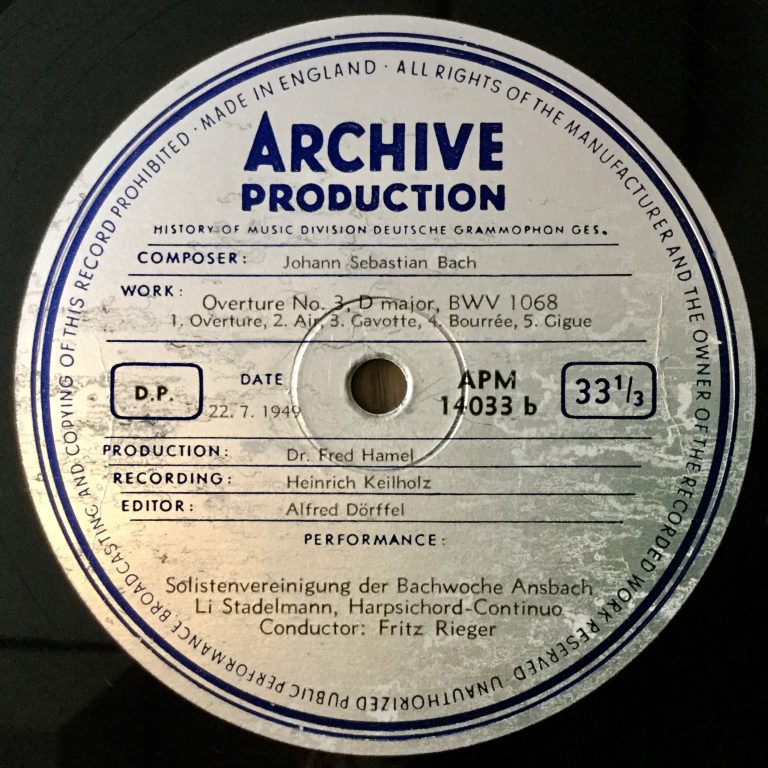 MADE IN ENGLAND · ALL RIGHTS OF THE MANUFACTURER AND THE OWNER OF THE RECORDED WORK RESERVED · UNAUTHORIZED PUBLIC PERFORMANCE BROADCASTING AND COPYING OF THIS RECORD PROHIBITED ·
ARCHIVE
PRODUCTION
HISTORY OF MUSIC DIVISION DEUTSCHE GRAMMOPHON GES.
COMPOSER: Johann Sebastian Bach
WORK: Overture No. 3, D major, BWV 1068
1. Overture, 2. Air, 3. Gavotte, 4. Bourrée, 5. Gigue
D.P. DATE APM 33 1/3
22. 7. 1949 14033 b
PRODUCTION: Dr. Fred Hamel
RECORDING: Heinrich Keilholz
EDITOR: Alfred Dörffel
PERFORMANCE:
Solistenvereinigung der Bachwoche Ansbach
Li Stadelmann, Harpsichord-Continuo
Conductor: Fritz Rieger